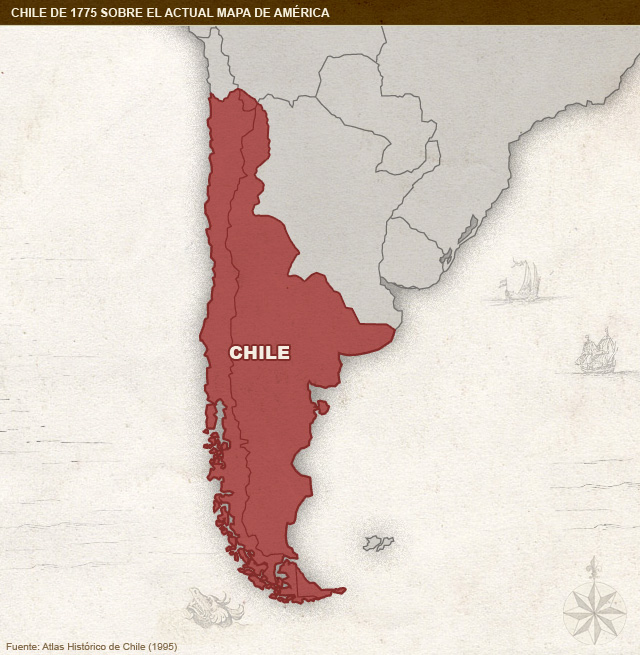 CHILE DE 1775 SOBRE EL ACTUAL MAPA DE AMÉRICA
CHILE
Fuente: Atlas Histórico de Chile (1995)